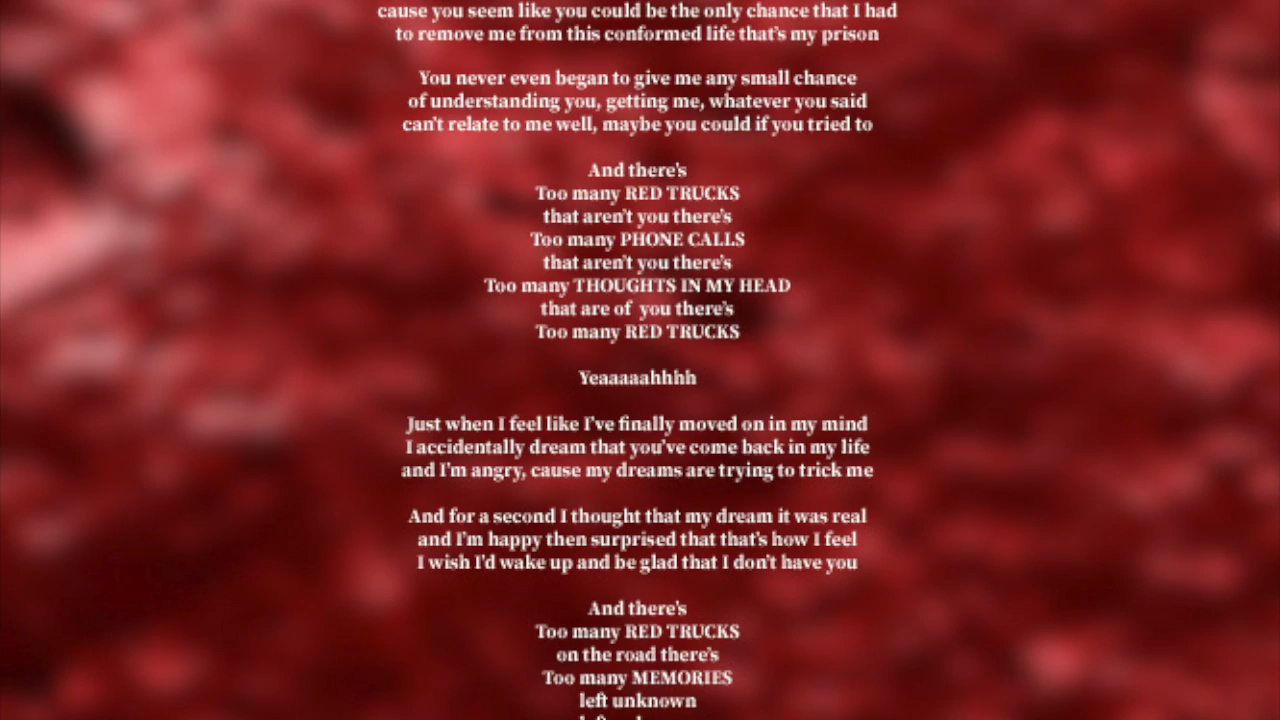 cause you seem like you could be the only chance that I had
to remove me from this conformed life that's my prison
You never even began to give me any small chance
of understanding you, getting me, whatever you said
can't relate to me well, maybe you could if you tried to
And there's
Too many RED TRUCKS
that aren't you there's
Too many PHONE CALLS
that aren't you there's
Too many THOUGHTS IN MY HEAD
that are of you there's
Too many RED TRUCKS
Yeaaaaahhhh
Just when I feel like I've finally moved on in my mind
I accidentally dream that you've come back in my life
and I'm angry, cause my dreams are trying to trick me
And for a second I thought that my dream it was real
and I'm happy then surprised that that's how I feel
I wish I'd wake up and be glad that I don't have you
And there's
Too many RED TRUCKS
on the road there's
Too many MEMORIES
left unknown